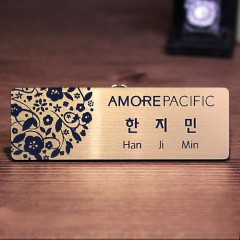 AMOREPACIFIC
한 지 민
Han Ji Min